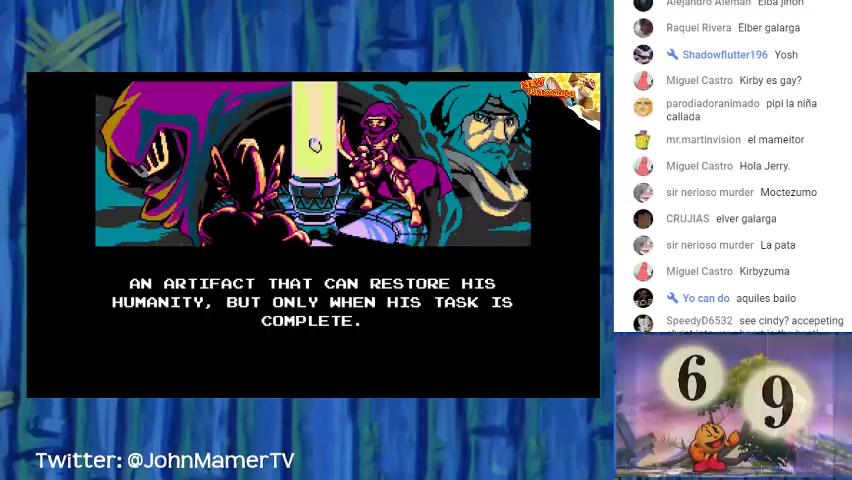 NEW
AN ARTIFACT THAT CAN RESTORE HIS
HUMANITY, BUT ONLY WHEN HIS TASK IS
COMPLETE.
Twitter: @JohnMamerTV
Alejandro Aleman Elba jinon
Raquel Rivera Elber galarga
Shadowflutter196 Yosh
Miguel Castro Kirby es gay?
parodiadoranimado pipi la niña
callada
mr.martinvision el mameitor
Miguel Castro Hola Jerry.
sir nerioso murder Moctezumo
CRUJIAS elver galarga
sir nerioso murder La pata
Miguel Castro Kirbyzuma
Yo can do aquiles bailo
SpeedyD6532 see cindy? accepeting
6 9